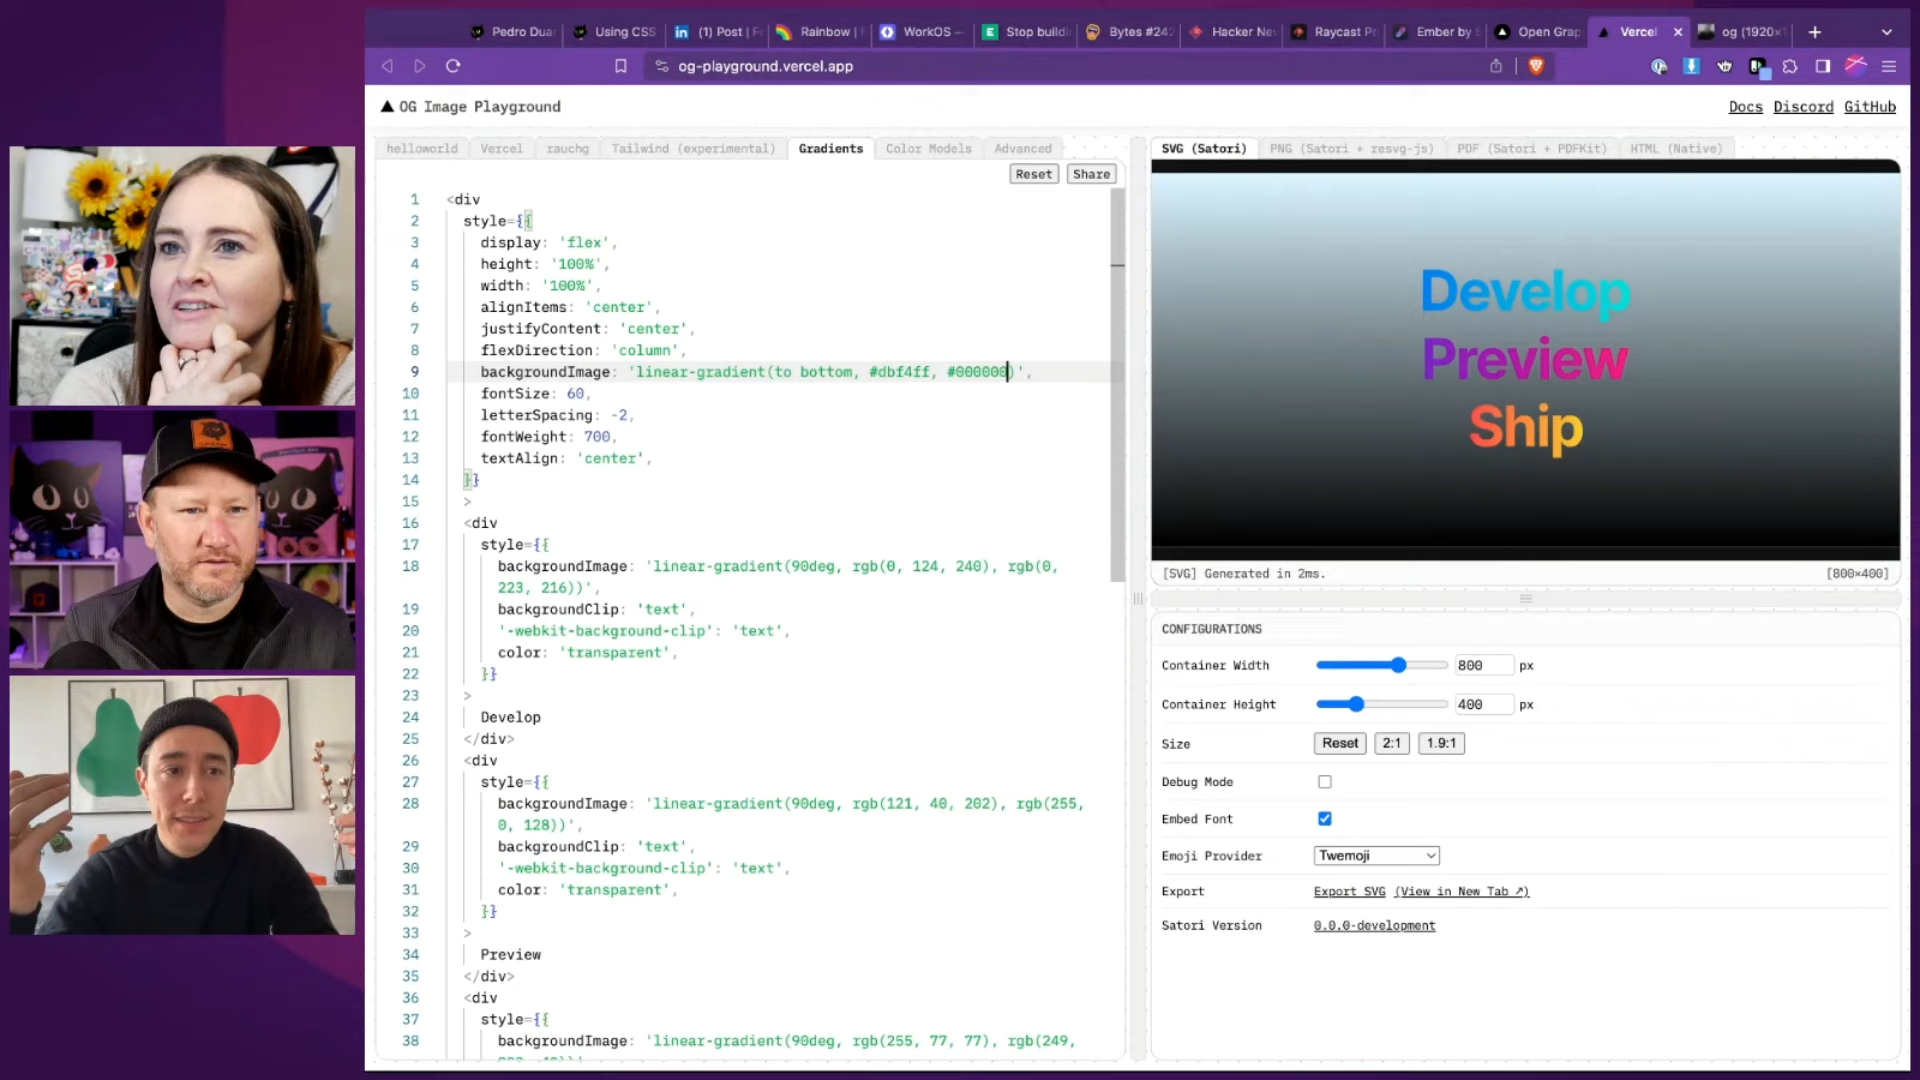 Pedro Dua
Using CSS
(1) Post | F
Rainbow |
WorkOS —
Stop buildi
Bytes #24
Hacker Ne
Raycast Pr
Ember by S
Open Grap
Vercel
og (1920×1
og-playground.vercel.app
OG Image Playground
Docs Discord GitHub
helloworld Vercel rauchg Tailwind (experimental) Gradients Color Models Advanced
Reset Share
1 <div
2 style={{
3 display: 'flex',
4 height: '100%',
5 width: '100%',
6 alignItems: 'center',
7 justifyContent: 'center',
8 flexDirection: 'column',
9 backgroundImage: 'linear-gradient(to bottom, #dbf4ff, #000000)',
10 fontSize: 60,
11 letterSpacing: -2,
12 fontWeight: 700,
13 textAlign: 'center',
14 }}
15 >
16 <div
17 style={{
18 backgroundImage: 'linear-gradient(90deg, rgb(0, 124, 240), rgb(0,
223, 216))',
19 backgroundClip: 'text',
20 '-webkit-background-clip': 'text',
21 color: 'transparent',
22 }}
23 >
24 Develop
25 </div>
26 <div
27 style={{
28 backgroundImage: 'linear-gradient(90deg, rgb(121, 40, 202), rgb(255,
0, 128))',
29 backgroundClip: 'text',
30 '-webkit-background-clip': 'text',
31 color: 'transparent',
32 }}
33 >
34 Preview
35 </div>
36 <div
37 style={{
38 backgroundImage: 'linear-gradient(90deg, rgb(255, 77, 77), rgb(249,
SVG (Satori) PNG (Satori + resvg-js) PDF (Satori + PDFKit) HTML (Native)
Develop
Preview
Ship
[SVG] Generated in 2ms.
[800×400]
CONFIGURATIONS
Container Width 800 px
Container Height 400 px
Size Reset 2:1 1.9:1
Debug Mode
Embed Font
Emoji Provider Twemoji
Export Export SVG (View in New Tab ↗)
Satori Version 0.0.0-development